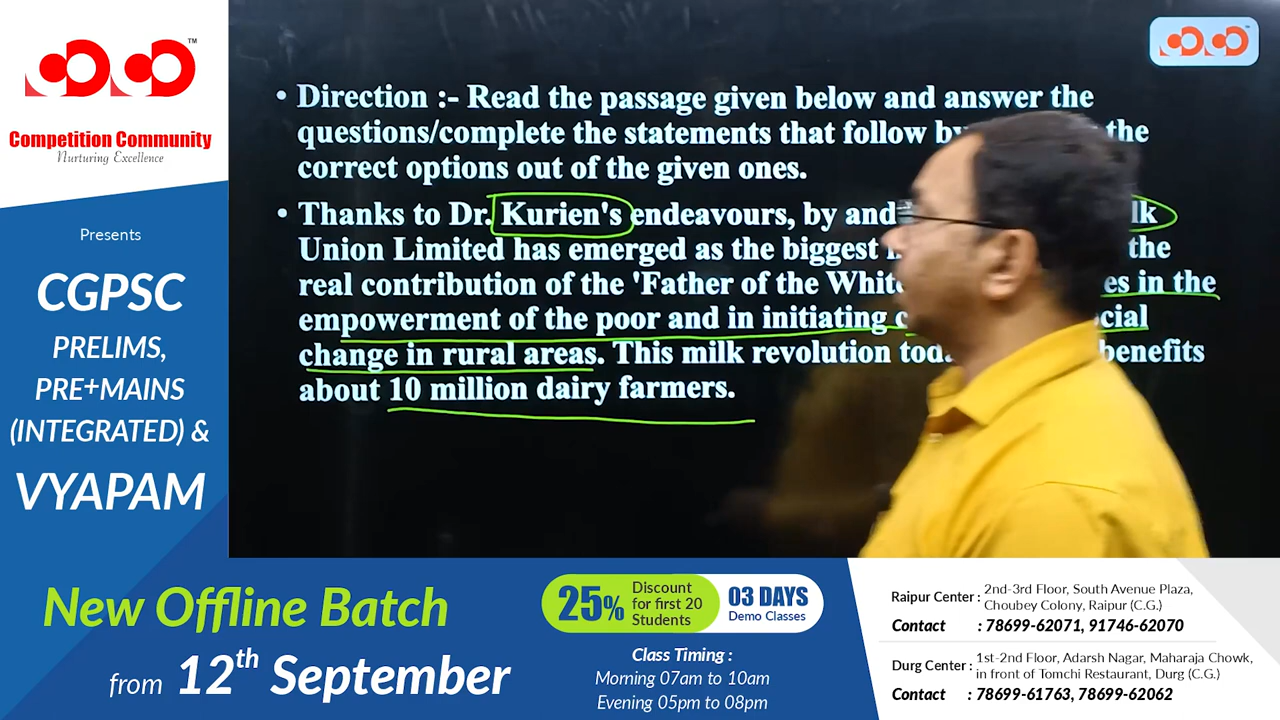 TM
Competition Community
Nurturing Excellence
Presents
CGPSC
PRELIMS,
PRE+MAINS
(INTEGRATED) &
VYAPAM
• Direction :- Read the passage given below and answer the
questions/complete the statements that follow by the
correct options out of the given ones.
• Thanks to Dr. Kurien's endeavours, by and
Union Limited has emerged as the biggest the
real contribution of the 'Father of the White in the
empowerment of the poor and in initiating
change in rural areas. This milk revolution benefits
about 10 million dairy farmers.
New Offline Batch
from 12th September
25% Discount for first 20 Students
03 DAYS
Demo Classes
Class Timing :
Morning 07am to 10am
Evening 05pm to 08pm
Raipur Center : 2nd-3rd Floor, South Avenue Plaza,
Choubey Colony, Raipur (C.G.)
Contact : 78699-62071, 91746-62070
Durg Center : 1st-2nd Floor, Adarsh Nagar, Maharaja Chowk,
in front of Tomchi Restaurant, Durg (C.G.)
Contact : 78699-61763, 78699-62062